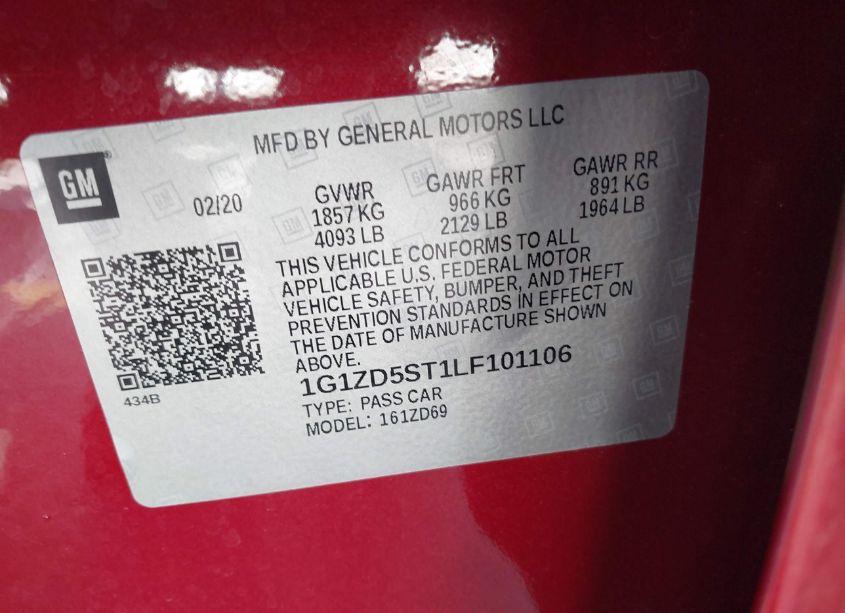 MFD BY GENERAL MOTORS LLC
GM
02/20
GVWR
1857 KG
4093 LB
GAWR FRT
966 KG
2129 LB
GAWR RR
891 KG
1964 LB
THIS VEHICLE CONFORMS TO ALL
APPLICABLE U.S. FEDERAL MOTOR
VEHICLE SAFETY, BUMPER, AND THEFT
PREVENTION STANDARDS IN EFFECT ON
THE DATE OF MANUFACTURE SHOWN
ABOVE.
434B
1G1ZD5ST1LF101106
TYPE: PASS CAR
MODEL: 161ZD69